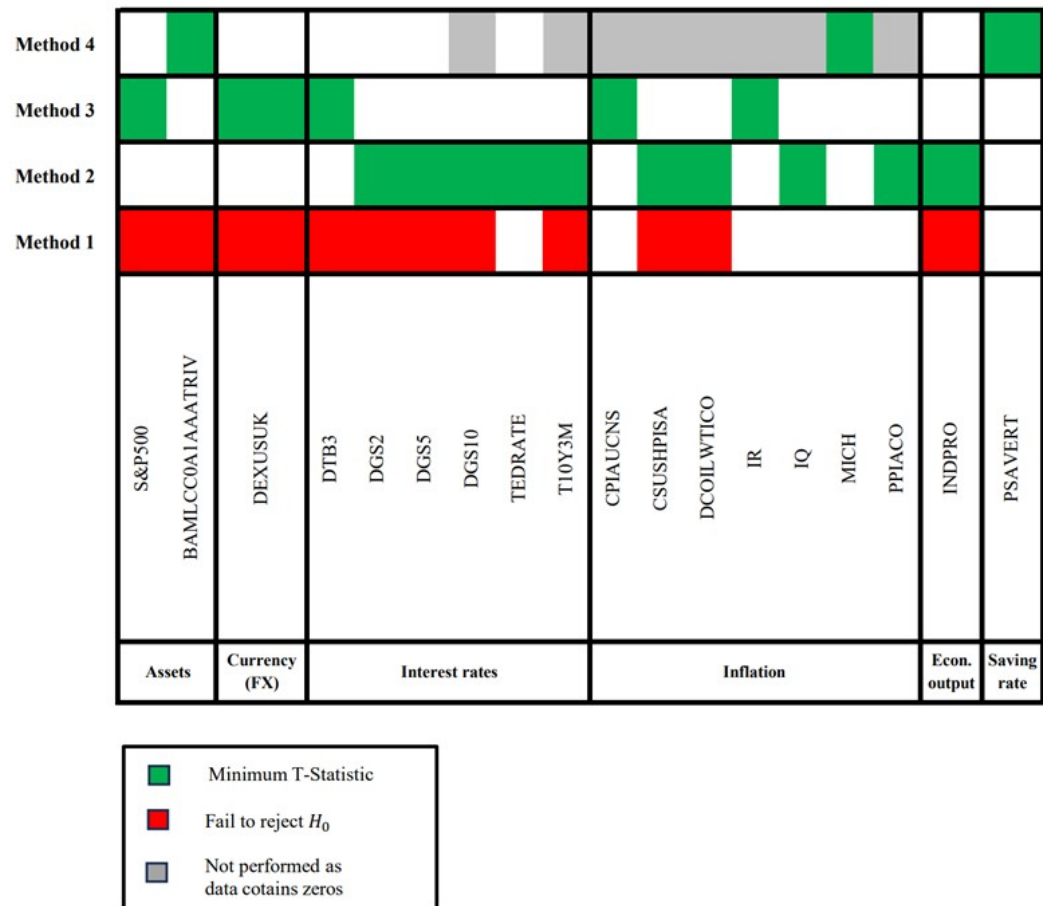 Method 4
Method 3
Method 2
Method 1
S&P500
BAMLCC0A1AAATRIV
DEXUSUK
DTB3
DGS2
DGS5
DGS10
TEDRATE
T10Y3M
CPIAUCNS
CSUSHPISA
DCOILWTICO
IR
IQ
MICH
PPIACO
INDPRO
PSAVERT
Assets
Currency
(FX)
Interest rates
Inflation
Econ.
output
Saving
rate
Minimum T-Statistic
Fail to reject H₀
Not performed as
data cotains zeros